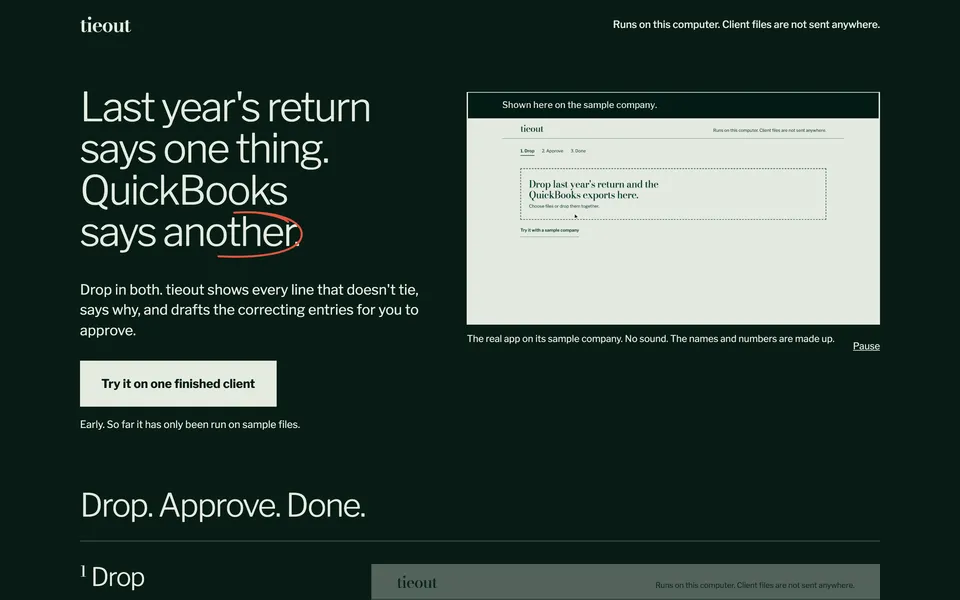 tieout
Runs on this computer. Client files are not sent anywhere.
Last year's return
says one thing.
QuickBooks
says another.
Drop in both. tieout shows every line that doesn't tie,
says why, and drafts the correcting entries for you to
approve.
Try it on one finished client
Early. So far it has only been run on sample files.
Shown here on the sample company.
tieout
Runs on this computer. Client files are not sent anywhere.
1. Drop 2. Approve 3. Done
Drop last year's return and the
QuickBooks exports here.
Choose files or drop them together.
Try it with a sample company
The real app on its sample company. No sound. The names and numbers are made up.
Pause
Drop. Approve. Done.
1 Drop
tieout
Runs on this computer. Client files are not sent anywhere.